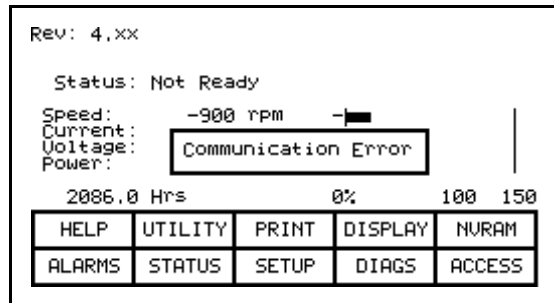 Rev: 4.xx
Status: Not Ready
Speed: -900 rpm
Current:
Voltage:
Power:
Communication Error
2086.0 Hrs 0% 100 150
HELP UTILITY PRINT DISPLAY NVRAM
ALARMS STATUS SETUP DIAGS ACCESS